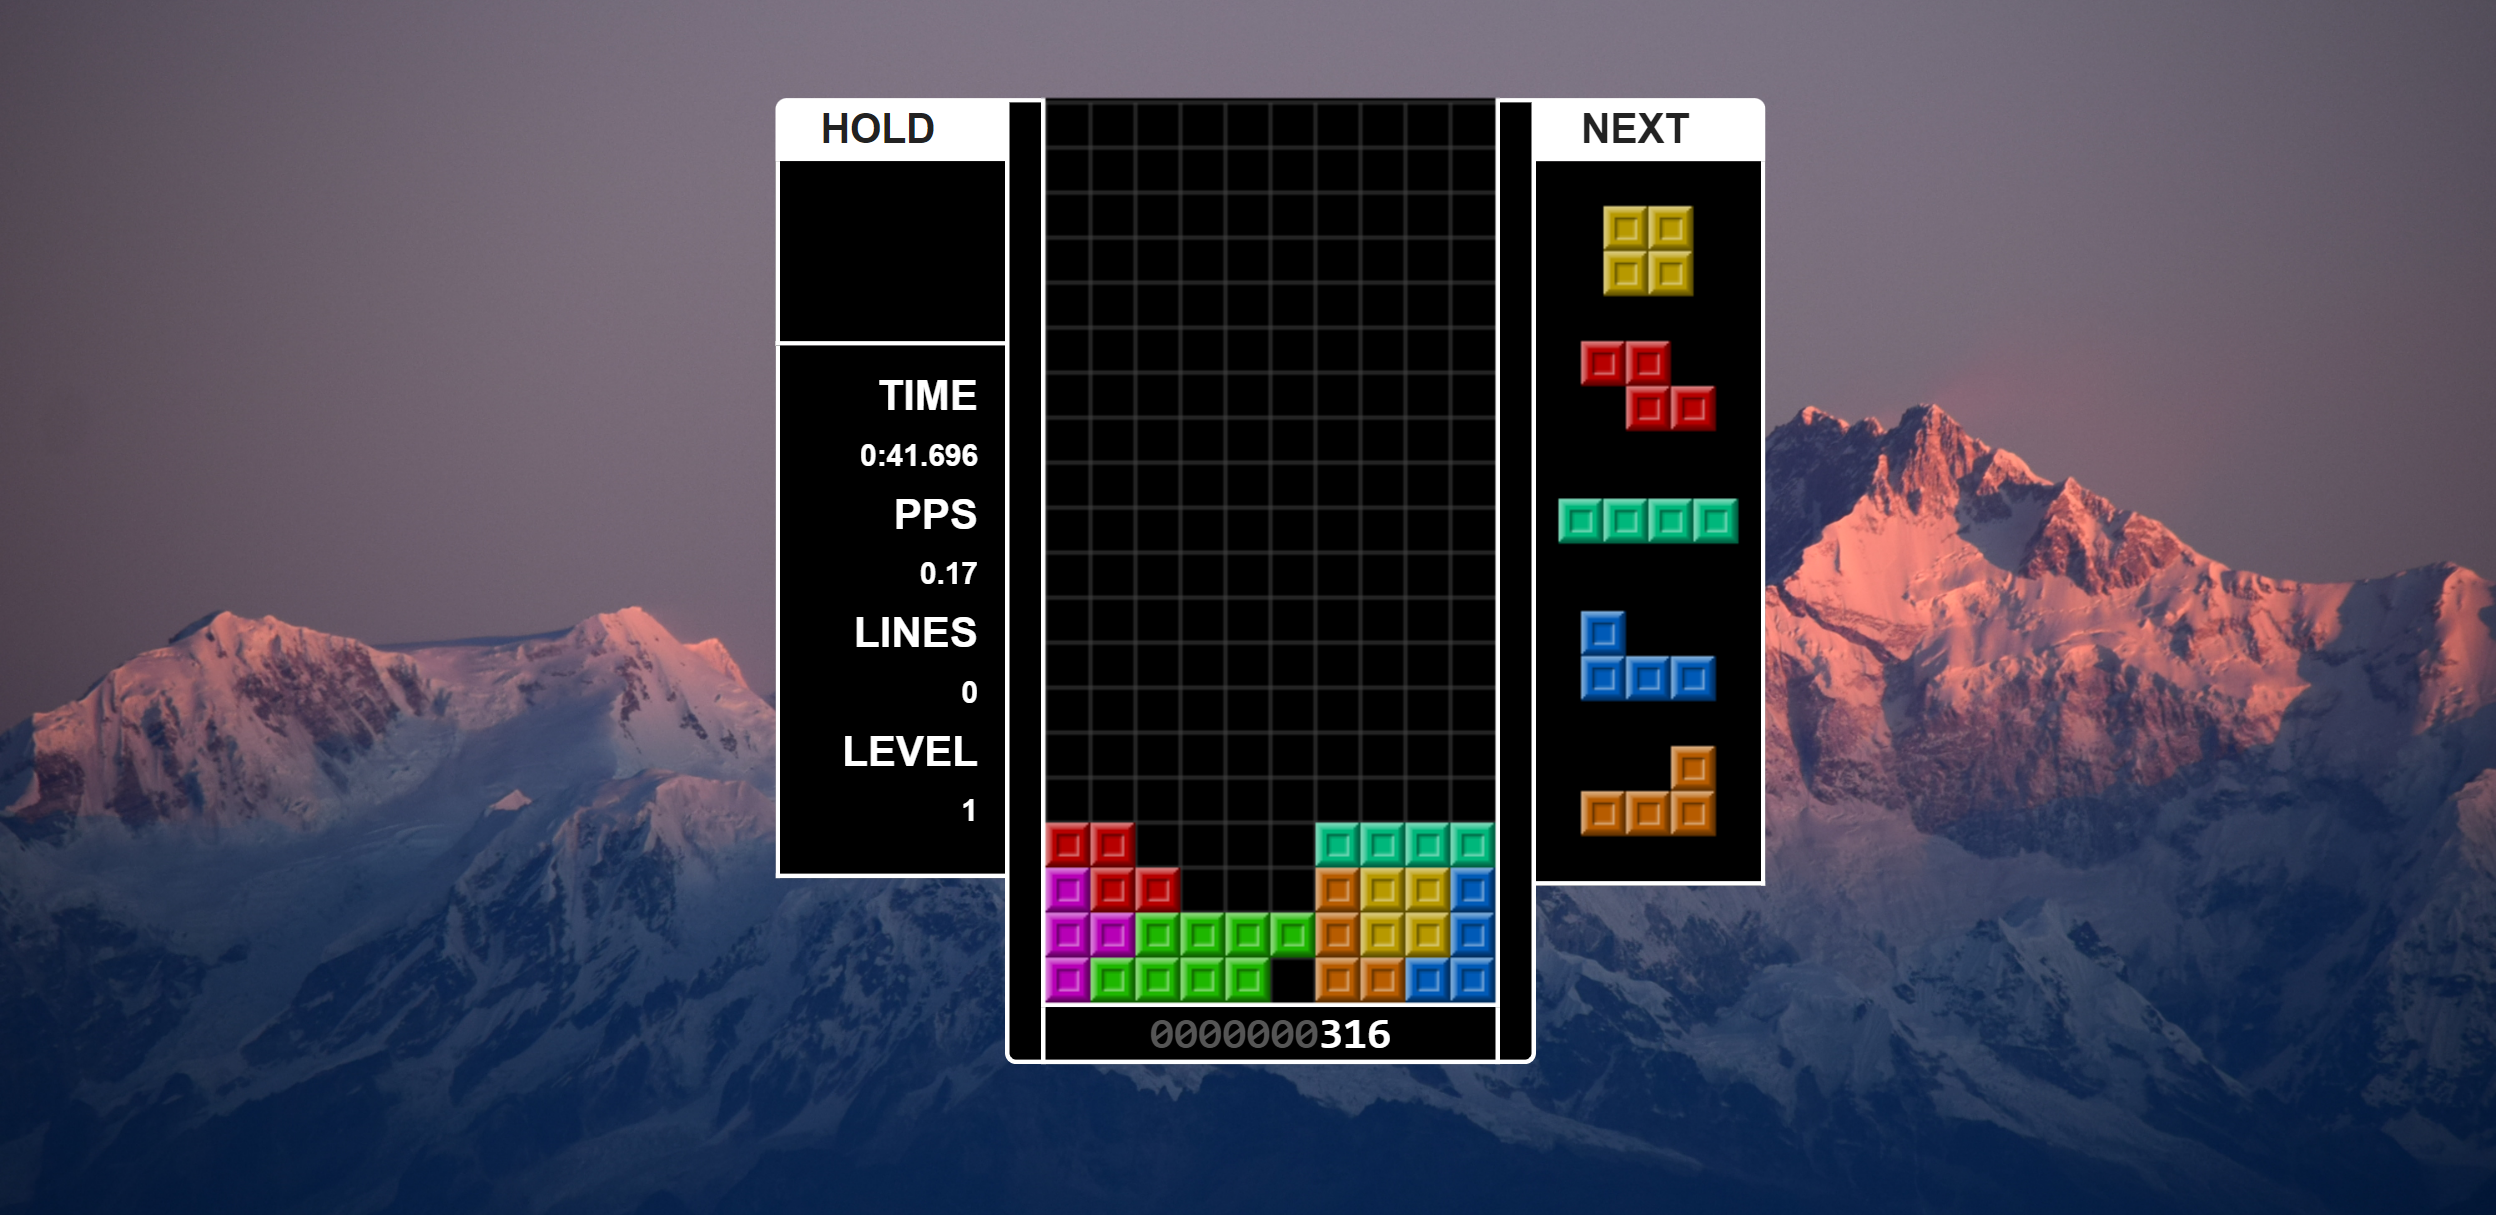 HOLD
NEXT
TIME
0:41.696
PPS
0.17
LINES
0
LEVEL
1
0000000316